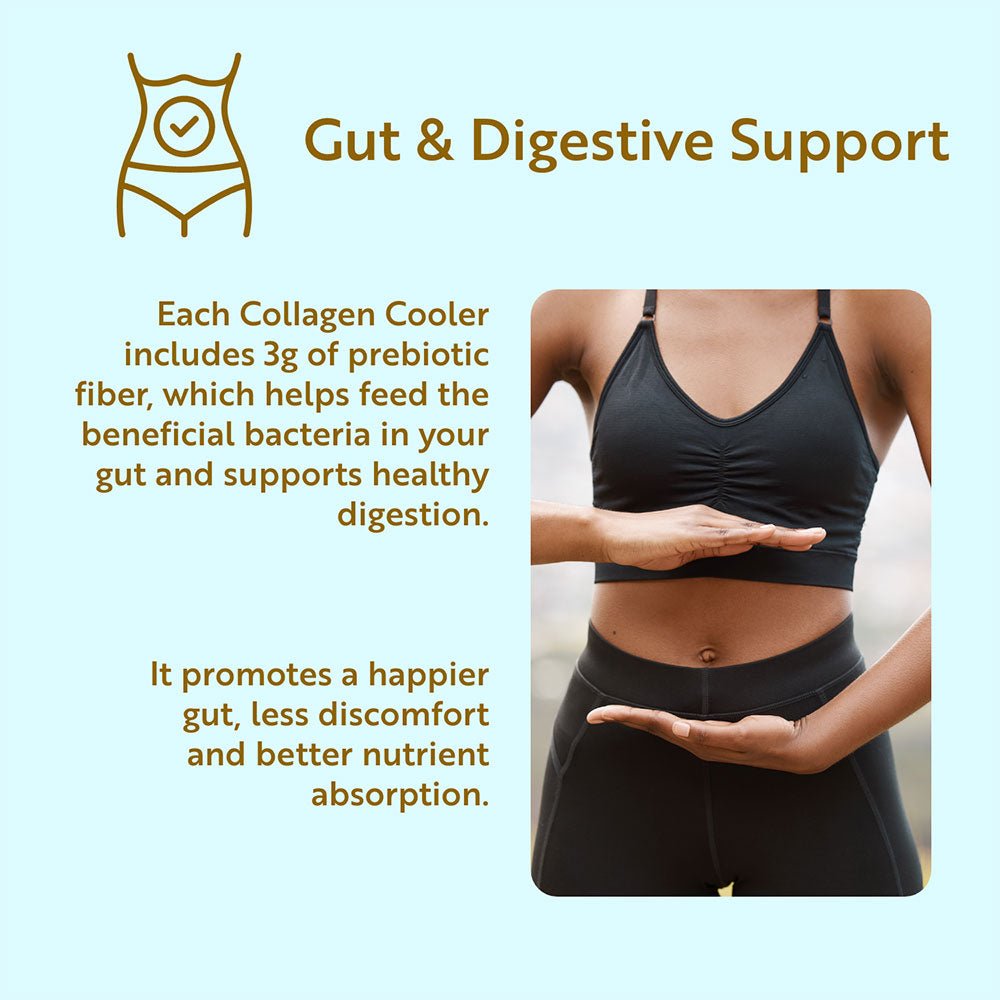 Gut & Digestive Support
Each Collagen Cooler
includes 3g of prebiotic
fiber, which helps feed the
beneficial bacteria in your
gut and supports healthy
digestion.
It promotes a happier
gut, less discomfort
and better nutrient
absorption.